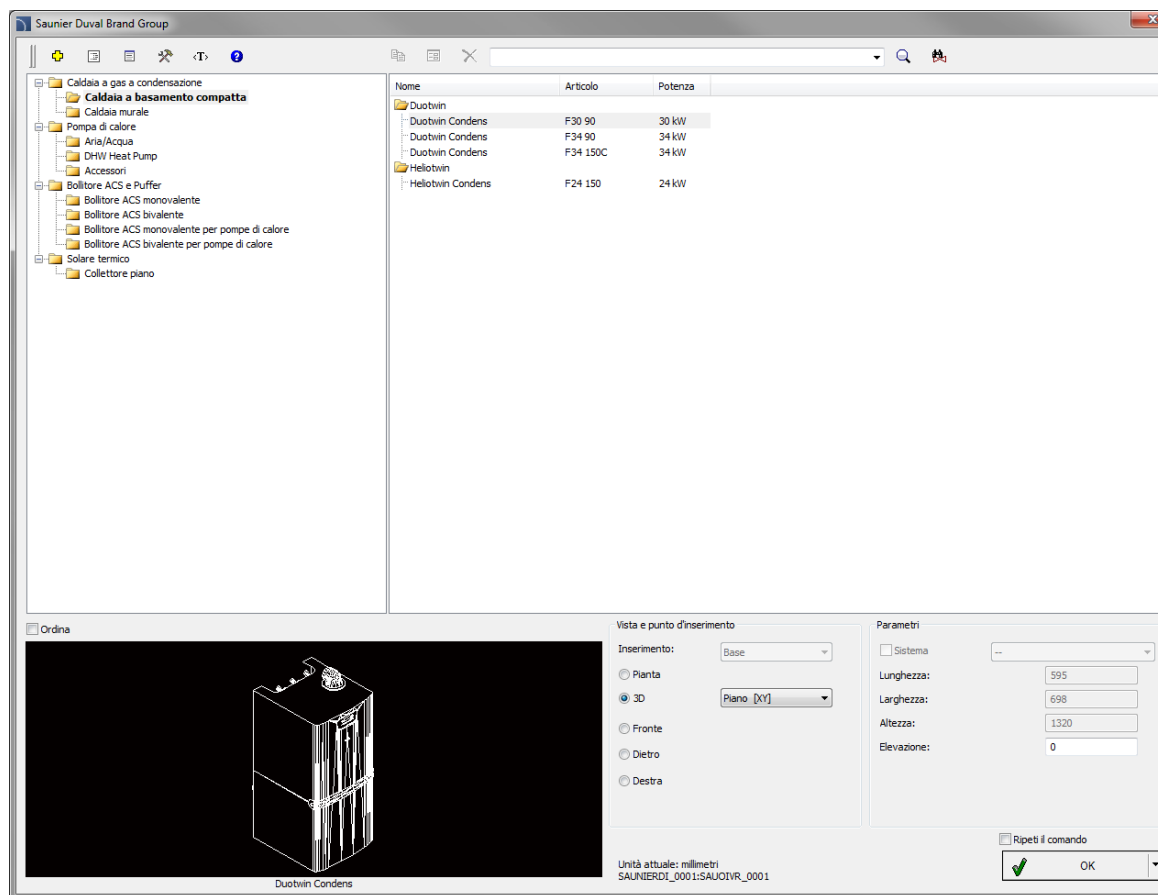 Saunier Duval Brand Group
‹T›
Caldaia a gas a condensazione
Caldaia a basamento compatta
Caldaia murale
Pompa di calore
Aria/Acqua
DHW Heat Pump
Accessori
Bollitore ACS e Puffer
Bollitore ACS monovalente
Bollitore ACS bivalente
Bollitore ACS monovalente per pompe di calore
Bollitore ACS bivalente per pompe di calore
Solare termico
Collettore piano
Nome Articolo Potenza
Duotwin
Duotwin Condens F30 90 30 kW
Duotwin Condens F34 90 34 kW
Duotwin Condens F34 150C 34 kW
Heliotwin
Heliotwin Condens F24 150 24 kW
Ordina
Duotwin Condens
Vista e punto d'inserimento
Inserimento: Base
Pianta
3D Piano [XY]
Fronte
Dietro
Destra
Parametri
Sistema --
Lunghezza: 595
Larghezza: 698
Altezza: 1320
Elevazione: 0
Ripeti il comando
Unità attuale: millimetri
SAUNIERDI_0001:SAUOIVR_0001
OK